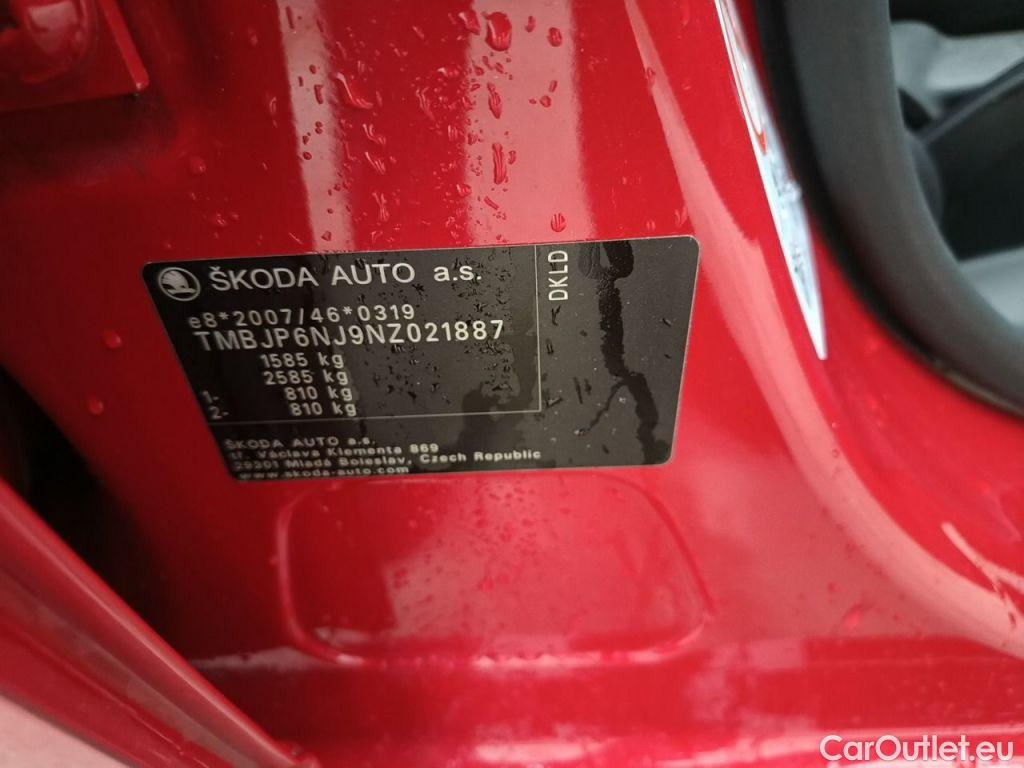 ŠKODA AUTO a.s.
DKLD
e8*2007/46*0319
TMBJP6NJ9NZ021887
1585 kg
2585 kg
1- 810 kg
2- 810 kg
ŠKODA AUTO a.s.
tř. Václava Klementa 869
29301 Mladá Boleslav, Czech Republic
www.skoda-auto.com
CarOutlet.eu